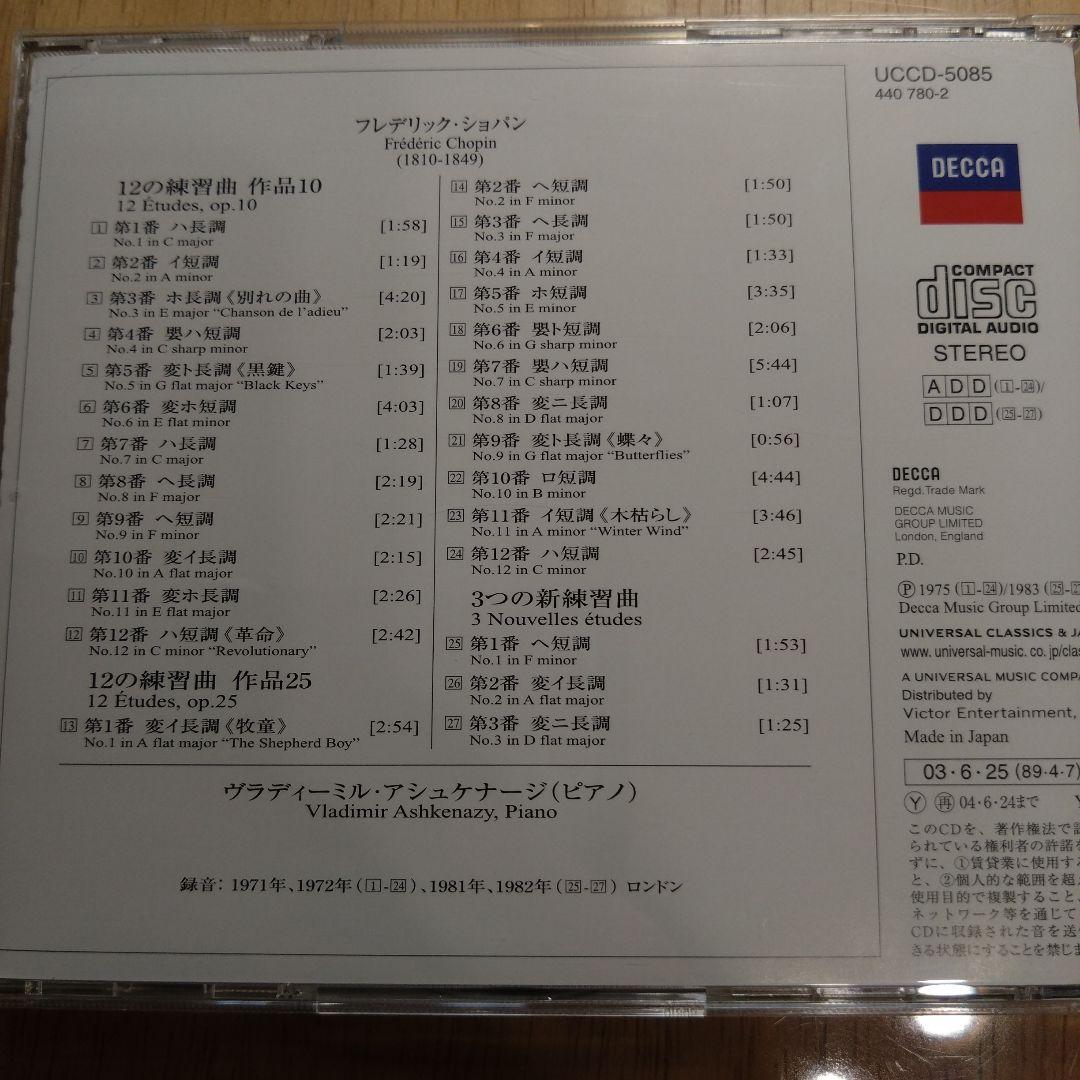 フレデリック・ショパン
Frédéric Chopin
(1810-1849)
12の練習曲 作品10
12 Études, op.10
1 第1番 ハ長調 [1:58]
No.1 in C major
2 第2番 イ短調 [1:19]
No.2 in A minor
3 第3番 ホ長調《別れの曲》 [4:20]
No.3 in E major “Chanson de l'adieu”
4 第4番 嬰ハ短調 [2:03]
No.4 in C sharp minor
5 第5番 変ト長調《黒鍵》 [1:39]
No.5 in G flat major “Black Keys”
6 第6番 変ホ短調 [4:03]
No.6 in E flat minor
7 第7番 ハ長調 [1:28]
No.7 in C major
8 第8番 ヘ長調 [2:19]
No.8 in F major
9 第9番 ヘ短調 [2:21]
No.9 in F minor
10 第10番 変イ長調 [2:15]
No.10 in A flat major
11 第11番 変ホ長調 [2:26]
No.11 in E flat major
12 第12番 ハ短調《革命》 [2:42]
No.12 in C minor “Revolutionary”
12の練習曲 作品25
12 Études, op.25
13 第1番 変イ長調《牧童》 [2:54]
No.1 in A flat major “The Shepherd Boy”
14 第2番 ヘ短調 [1:50]
No.2 in F minor
15 第3番 ヘ長調 [1:50]
No.3 in F major
16 第4番 イ短調 [1:33]
No.4 in A minor
17 第5番 ホ短調 [3:35]
No.5 in E minor
18 第6番 嬰ト短調 [2:06]
No.6 in G sharp minor
19 第7番 嬰ハ短調 [5:44]
No.7 in C sharp minor
20 第8番 変ニ長調 [1:07]
No.8 in D flat major
21 第9番 変ト長調《蝶々》 [0:56]
No.9 in G flat major “Butterflies”
22 第10番 ロ短調 [4:44]
No.10 in B minor
23 第11番 イ短調《木枯らし》 [3:46]
No.11 in A minor “Winter Wind”
24 第12番 ハ短調 [2:45]
No.12 in C minor
3つの新練習曲
3 Nouvelles études
25 第1番 ヘ短調 [1:53]
No.1 in F minor
26 第2番 変イ長調 [1:31]
No.2 in A flat major
27 第3番 変ニ長調 [1:25]
No.3 in D flat major
ヴラディーミル・アシュケナージ(ピアノ)
Vladimir Ashkenazy, Piano
録音: 1971年、1972年(1-24)、1981年、1982年(25-27) ロンドン
UCCD-5085
440 780-2
DECCA
COMPACT
disc
DIGITAL AUDIO
STEREO
ADD(1-24)/
DDD(25-27)
DECCA
Regd. Trade Mark
DECCA MUSIC
GROUP LIMITED
London, England
P.D.
Ⓟ 1975 (1-24)/1983 (25-27
Decca Music Group Limited
UNIVERSAL CLASSICS & JA
www. universal-music. co. jp/clas
A UNIVERSAL MUSIC COMPA
Distributed by
Victor Entertainment,
Made in Japan
03・6・25 (89・4・7)
Ⓨ ㊞ 04・6・24まで Y
このCDを、著作権法で認
られている権利者の許諾を
ずに、①賃貸業に使用する
と、②個人的な範囲を超え
使用目的で複製すること、
ネットワーク等を通じて
CDに収録された音を送
きる状態にすることを禁じま